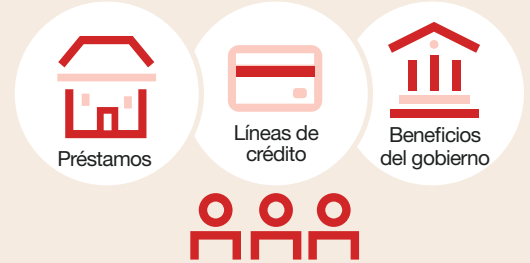 Préstamos
Líneas de
crédito
Beneficios
del gobierno